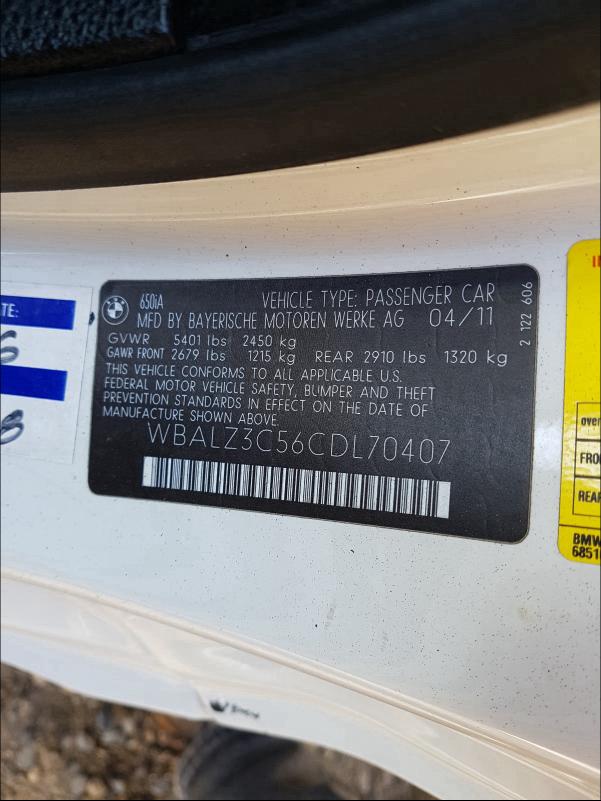 BMW
650iA VEHICLE TYPE: PASSENGER CAR
MFD BY BAYERISCHE MOTOREN WERKE AG 04/11
GVWR 5401 lbs 2450 kg
GAWR FRONT 2679 lbs 1215 kg REAR 2910 lbs 1320 kg
THIS VEHICLE CONFORMS TO ALL APPLICABLE U.S.
FEDERAL MOTOR VEHICLE SAFETY, BUMPER AND THEFT
PREVENTION STANDARDS IN EFFECT ON THE DATE OF
MANUFACTURE SHOWN ABOVE.
WBALZ3C56CDL70407
2 122 606
BMW